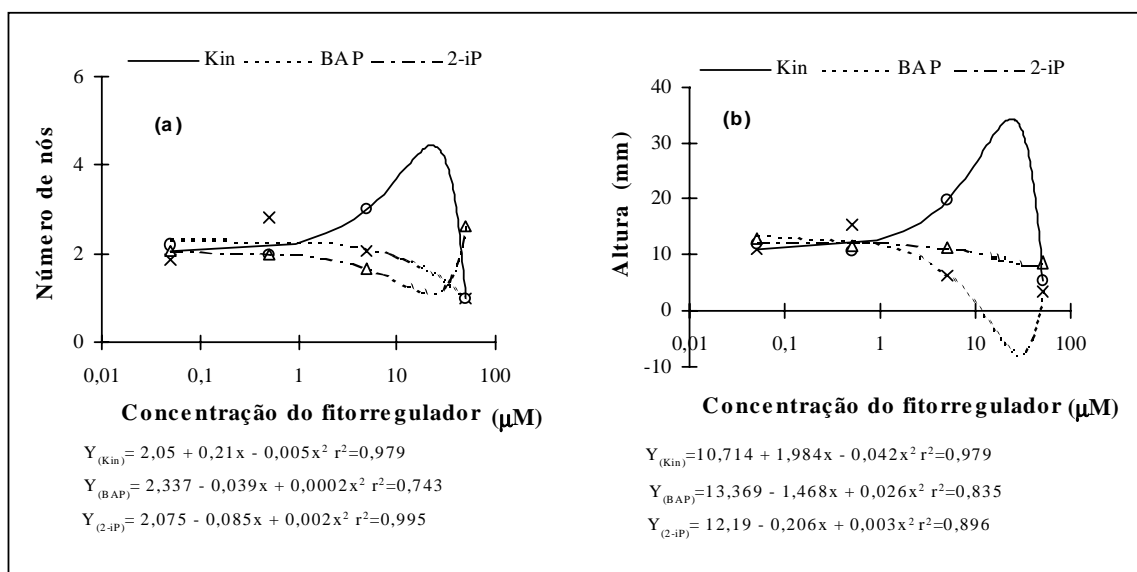 Kin BAP 2-iP
6
4
2
0
(a)
Número de nós
0,01 0,1 1 10 100
Concentração do fitorregulador (μM)
Y(Kin)= 2,05 + 0,21x - 0,005x² r²=0,979
Y(BAP)= 2,337 - 0,039x + 0,0002x² r²=0,743
Y(2-iP)= 2,075 - 0,085x + 0,002x² r²=0,995
Kin BAP 2-iP
40
30
20
10
0
-10
(b)
Altura (mm)
0,01 0,1 1 10 100
Concentração do fitorregulador (μM)
Y(Kin)=10,714 + 1,984x - 0,042x² r²=0,979
Y(BAP)=13,369 - 1,468x + 0,026x² r²=0,835
Y(2-iP)= 12,19 - 0,206x + 0,003x² r²=0,896